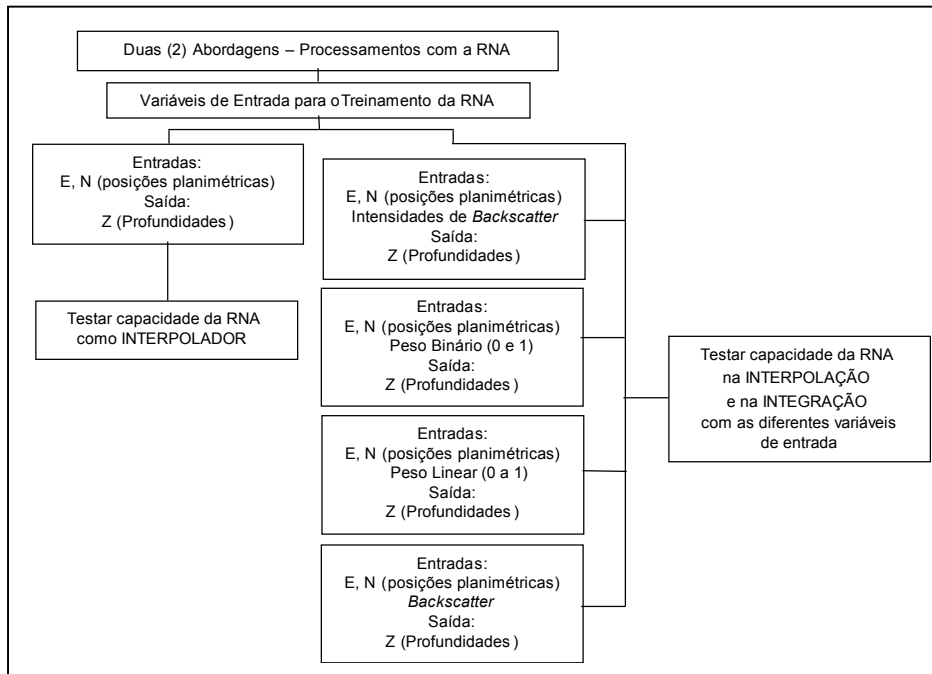 Duas (2) Abordagens – Processamentos com a RNA
Variáveis de Entrada para o Treinamento da RNA
Entradas:
E, N (posições planimétricas)
Saída:
Z (Profundidades)
Testar capacidade da RNA
como INTERPOLADOR
Entradas:
E, N (posições planimétricas)
Intensidades de Backscatter
Saída:
Z (Profundidades)
Entradas:
E, N (posições planimétricas)
Peso Binário (0 e 1)
Saída:
Z (Profundidades)
Entradas:
E, N (posições planimétricas)
Peso Linear (0 a 1)
Saída:
Z (Profundidades)
Entradas:
E, N (posições planimétricas)
Backscatter
Saída:
Z (Profundidades)
Testar capacidade da RNA
na INTERPOLAÇÃO
e na INTEGRAÇÃO
com as diferentes variáveis
de entrada